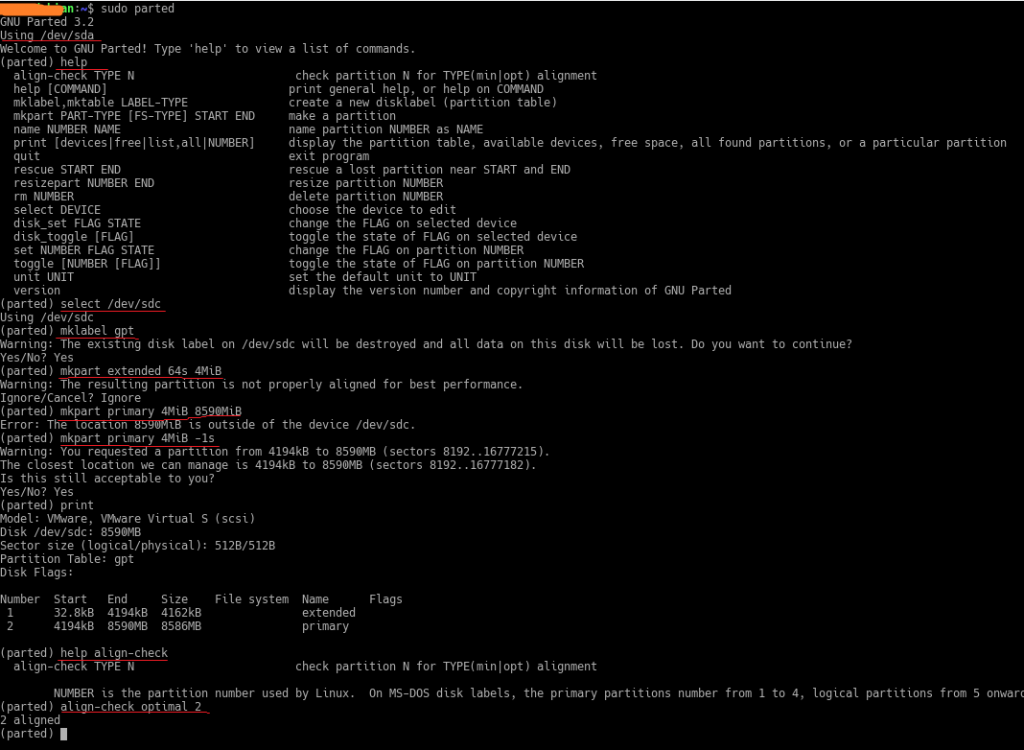 an:~$ sudo parted
GNU Parted 3.2
Using /dev/sda
Welcome to GNU Parted! Type 'help' to view a list of commands.
(parted) help
  align-check TYPE N                        check partition N for TYPE(min|opt) alignment
  help [COMMAND]                           print general help, or help on COMMAND
  mklabel,mktable LABEL-TYPE               create a new disklabel (partition table)
  mkpart PART-TYPE [FS-TYPE] START END     make a partition
  name NUMBER NAME                         name partition NUMBER as NAME
  print [devices|free|list,all|NUMBER]     display the partition table, available devices, free space, all found partitions, or a particular partition
  quit                                     exit program
  rescue START END                         rescue a lost partition near START and END
  resizepart NUMBER END                    resize partition NUMBER
  rm NUMBER                                delete partition NUMBER
  select DEVICE                            choose the device to edit
  disk_set FLAG STATE                      change the FLAG on selected device
  disk_toggle [FLAG]                       toggle the state of FLAG on selected device
  set NUMBER FLAG STATE                    change the FLAG on partition NUMBER
  toggle [NUMBER [FLAG]]                   toggle the state of FLAG on partition NUMBER
  unit UNIT                                set the default unit to UNIT
  version                                  display the version number and copyright information of GNU Parted
(parted) select /dev/sdc
Using /dev/sdc
(parted) mklabel gpt
Warning: The existing disk label on /dev/sdc will be destroyed and all data on this disk will be lost. Do you want to continue?
Yes/No? Yes
(parted) mkpart extended 64s 4MiB
Warning: The resulting partition is not properly aligned for best performance.
Ignore/Cancel? Ignore
(parted) mkpart primary 4MiB 8590MiB
Error: The location 8590MiB is outside of the device /dev/sdc.
(parted) mkpart primary 4MiB -1s
Warning: You requested a partition from 4194kB to 8590MB (sectors 8192..16777215).
The closest location we can manage is 4194kB to 8590MB (sectors 8192..16777182).
Is this still acceptable to you?
Yes/No? Yes
(parted) print
Model: VMware, VMware Virtual S (scsi)
Disk /dev/sdc: 8590MB
Sector size (logical/physical): 512B/512B
Partition Table: gpt
Disk Flags:
Number  Start   End     Size    File system  Name      Flags
 1      32.8kB  4194kB  4162kB               extended
 2      4194kB  8590MB  8586MB               primary
(parted) help align-check
  align-check TYPE N                        check partition N for TYPE(min|opt) alignment
        NUMBER is the partition number used by Linux.  On MS-DOS disk labels, the primary partitions number from 1 to 4, logical partitions from 5 onwar
(parted) align-check optimal 2
2 aligned
(parted)